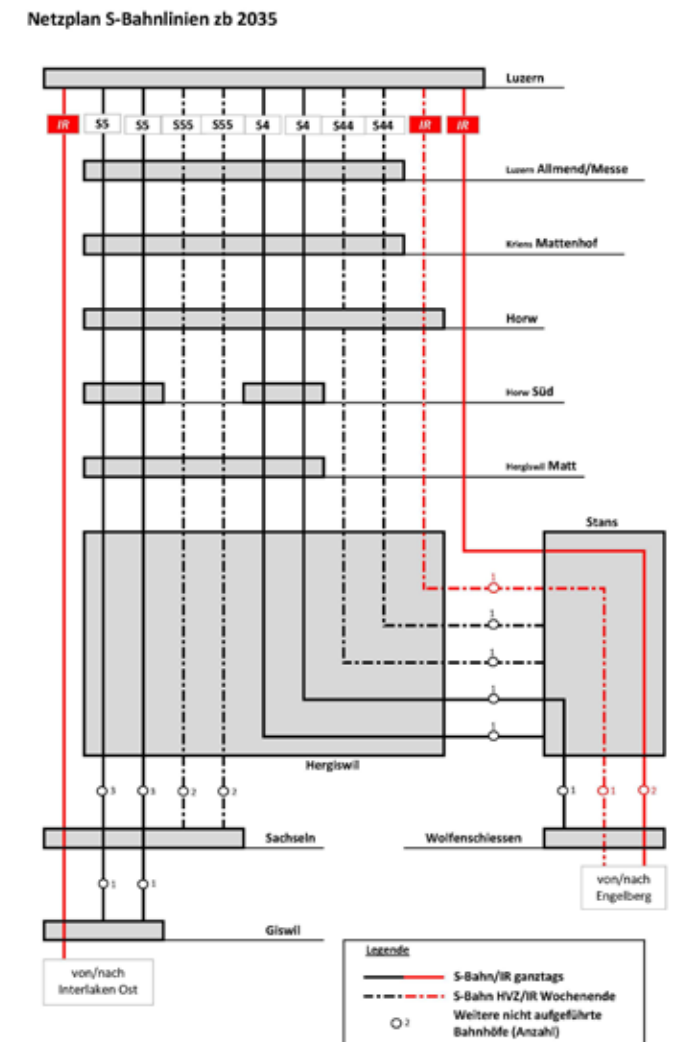 Netzplan S-Bahnlinien zb 2035
Luzern
IR S5 S5 S55 S55 S4 S4 S44 S44 IR IR
Luzern Allmend/Messe
Kriens Mattenhof
Horw
Horw Süd
Hergiswil Matt
Stans
1
1
1
1
1
Hergiswil
3 3 2 2 1 1 2
Sachseln
Wolfenschiessen
1 1
von/nach
Engelberg
Giswil
von/nach
Interlaken Ost
Legende
S-Bahn/IR ganztags
S-Bahn HVZ/IR Wochenende
2 Weitere nicht aufgeführte
Bahnhöfe (Anzahl)